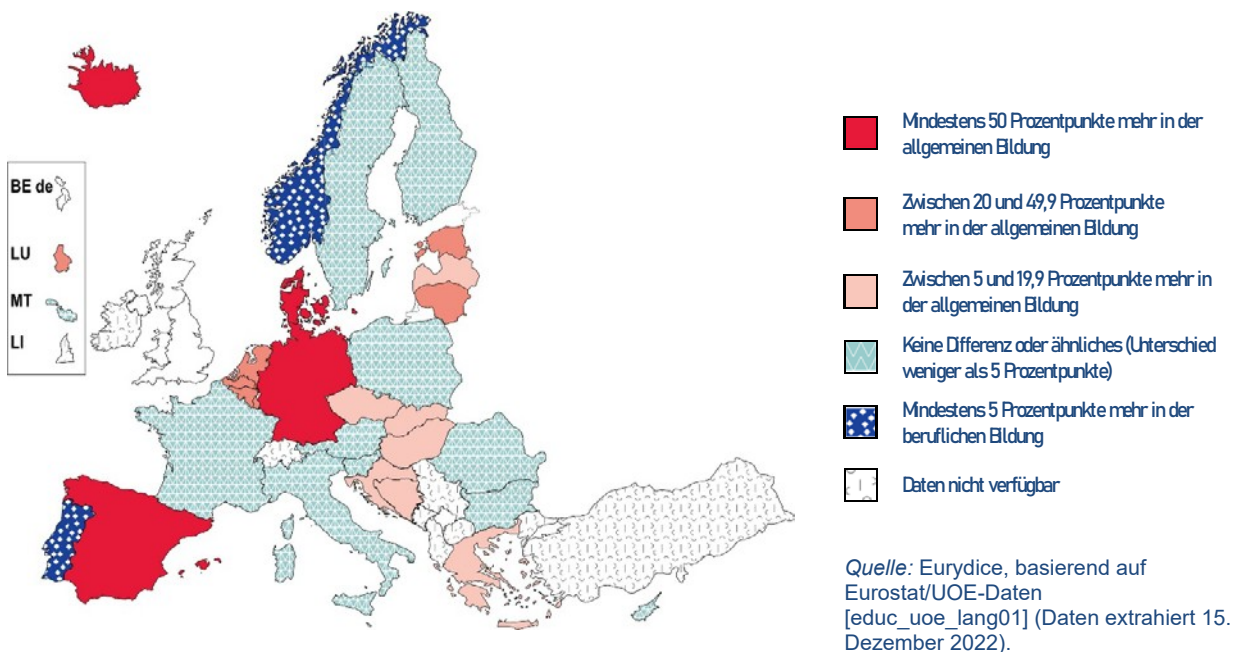 BE de
LU
MT
LI
Mindestens 50 Prozentpunkte mehr in der
allgemeinen Bildung
Zwischen 20 und 49,9 Prozentpunkte
mehr in der allgemeinen Bildung
Zwischen 5 und 19,9 Prozentpunkte mehr in
der allgemeinen Bildung
Keine Differenz oder ähnliches (Unterschied
weniger als 5 Prozentpunkte)
Mindestens 5 Prozentpunkte mehr in der
beruflichen Bildung
Daten nicht verfügbar
Quelle: Eurydice, basierend auf
Eurostat/UOE-Daten
[educ_uoe_lang01] (Daten extrahiert 15.
Dezember 2022).